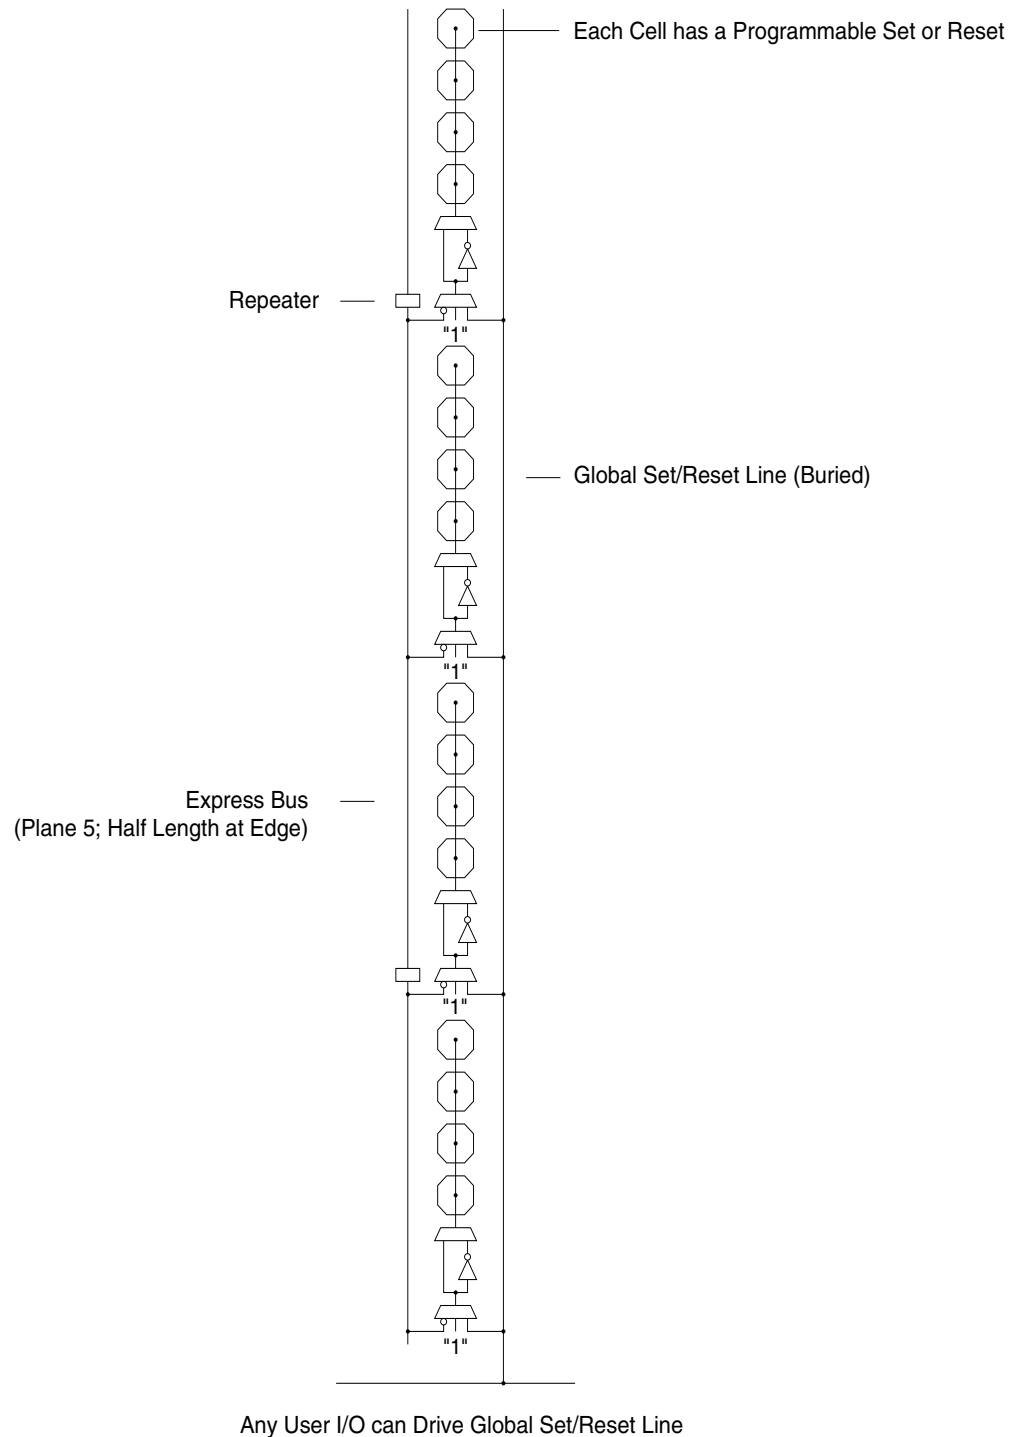 Each Cell has a Programmable Set or Reset
Repeater
"1"
Global Set/Reset Line (Buried)
"1"
Express Bus
(Plane 5; Half Length at Edge)
"1"
"1"
Any User I/O can Drive Global Set/Reset Line